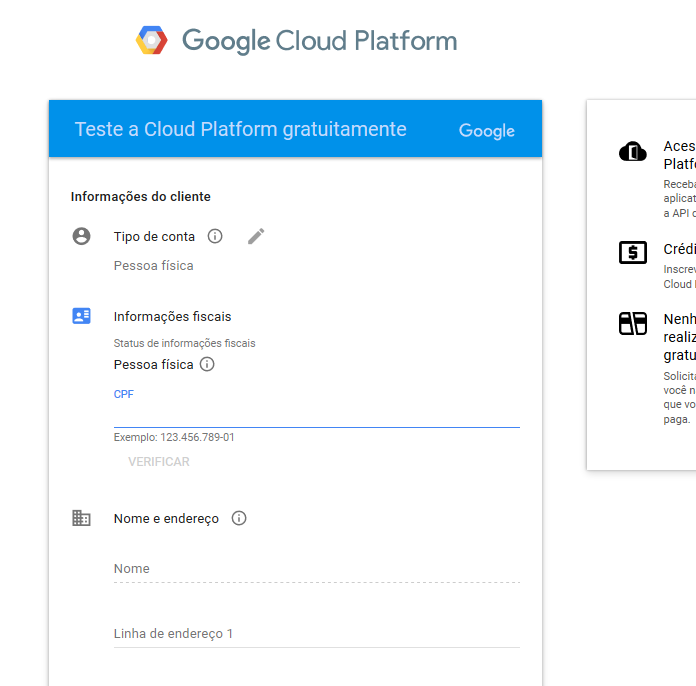 Google Cloud Platform
Teste a Cloud Platform gratuitamente
Google
Informações do cliente
Tipo de conta
Pessoa física
Informações fiscais
Status de informações fiscais
Pessoa física
CPF
Exemplo: 123.456.789-01
VERIFICAR
Nome e endereço
Nome
Linha de endereço 1
Aces
Platf
Receba
aplicat
a API d
Crédi
Inscrev
Cloud
Nenh
realiz
gratu
Solicita
você n
que vo
paga.